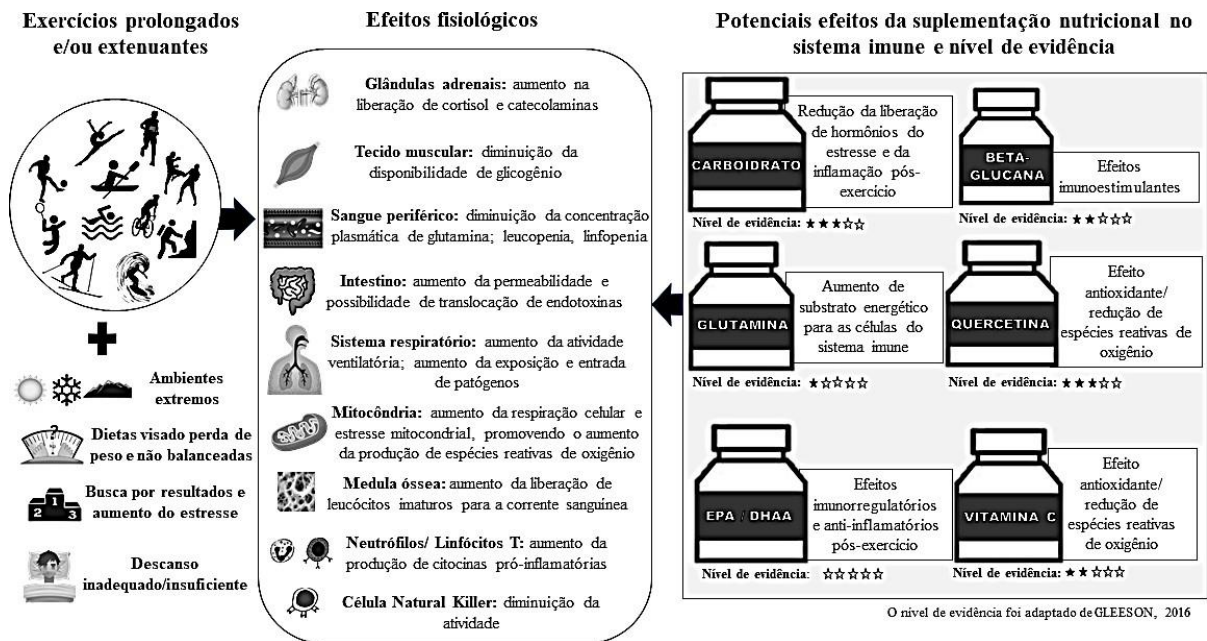 Exercícios prolongados
e/ou extenuantes
Ambientes
extremos
?
Dietas visado perda de
peso e não balanceadas
1
2 3
Busca por resultados e
aumento do estresse
Descanso
inadequado/insuficiente
Efeitos fisiológicos
Glândulas adrenais: aumento na
liberação de cortisol e catecolaminas
Tecido muscular: diminuição da
disponibilidade de glicogênio
Sangue periférico: diminuição da concentração
plasmática de glutamina; leucopenia, linfopenia
Intestino: aumento da permeabilidade e
possibilidade de translocação de endotoxinas
Sistema respiratório: aumento da atividade
ventilatória; aumento da exposição e entrada
de patógenos
Mitocôndria: aumento da respiração celular e
estresse mitocondrial, promovendo o aumento
da produção de espécies reativas de oxigênio
Medula óssea: aumento da liberação de
leucócitos imaturos para a corrente sanguínea
Neutrófilos/ Linfócitos T: aumento da
produção de citocinas pró-inflamatórias
Célula Natural Killer: diminuição da
atividade
Potenciais efeitos da suplementação nutricional no
sistema imune e nível de evidência
CARBOIDRATO
Redução da liberação
de hormônios do
estresse e da
inflamação pós-
exercício
Nível de evidência: ★★★☆☆
BETA-
GLUCANA
Efeitos
imunoestimulantes
Nível de evidência: ★★☆☆☆
GLUTAMINA
Aumento de
substrato energético
para as células do
sistema imune
Nível de evidência: ★☆☆☆☆
QUERCETINA
Efeito
antioxidante/
redução de
espécies reativas de
oxigênio
Nível de evidência: ★★★☆☆
EPA / DHAA
Efeitos
imunorregulatórios
e anti-inflamatórios
pós-exercício
Nível de evidência: ☆☆☆☆☆
VITAMINA C
Efeito
antioxidante/
redução de
espécies reativas
de oxigênio
Nível de evidência: ★★☆☆☆
O nível de evidência foi adaptado de GLEESON, 2016